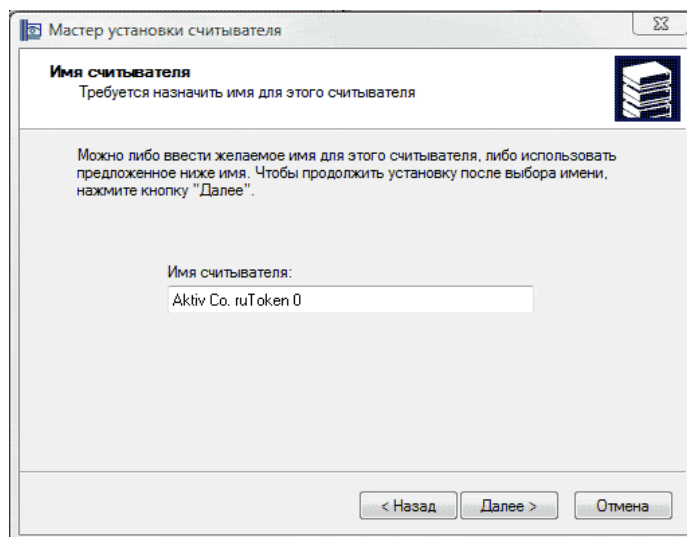 Мастер установки считывателя
Имя считывателя
Требуется назначить имя для этого считывателя
Можно либо ввести желаемое имя для этого считывателя, либо использовать
предложенное ниже имя. Чтобы продолжить установку после выбора имени,
нажмите кнопку "Далее".
Имя считывателя:
Aktiv Co. ruToken 0
< Назад Далее > Отмена